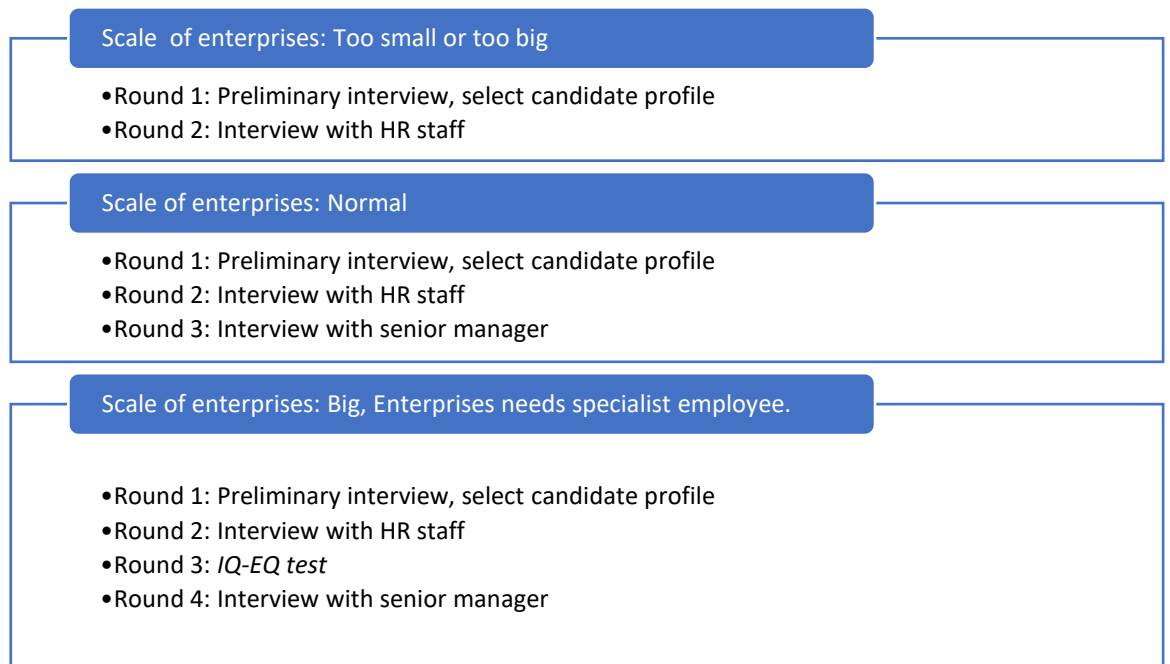 Scale  of enterprises: Too small or too big
•Round 1: Preliminary interview, select candidate profile
•Round 2: Interview with HR staff
Scale of enterprises: Normal
•Round 1: Preliminary interview, select candidate profile
•Round 2: Interview with HR staff
•Round 3: Interview with senior manager
Scale of enterprises: Big, Enterprises needs specialist employee.
•Round 1: Preliminary interview, select candidate profile
•Round 2: Interview with HR staff
•Round 3: IQ-EQ test
•Round 4: Interview with senior manager